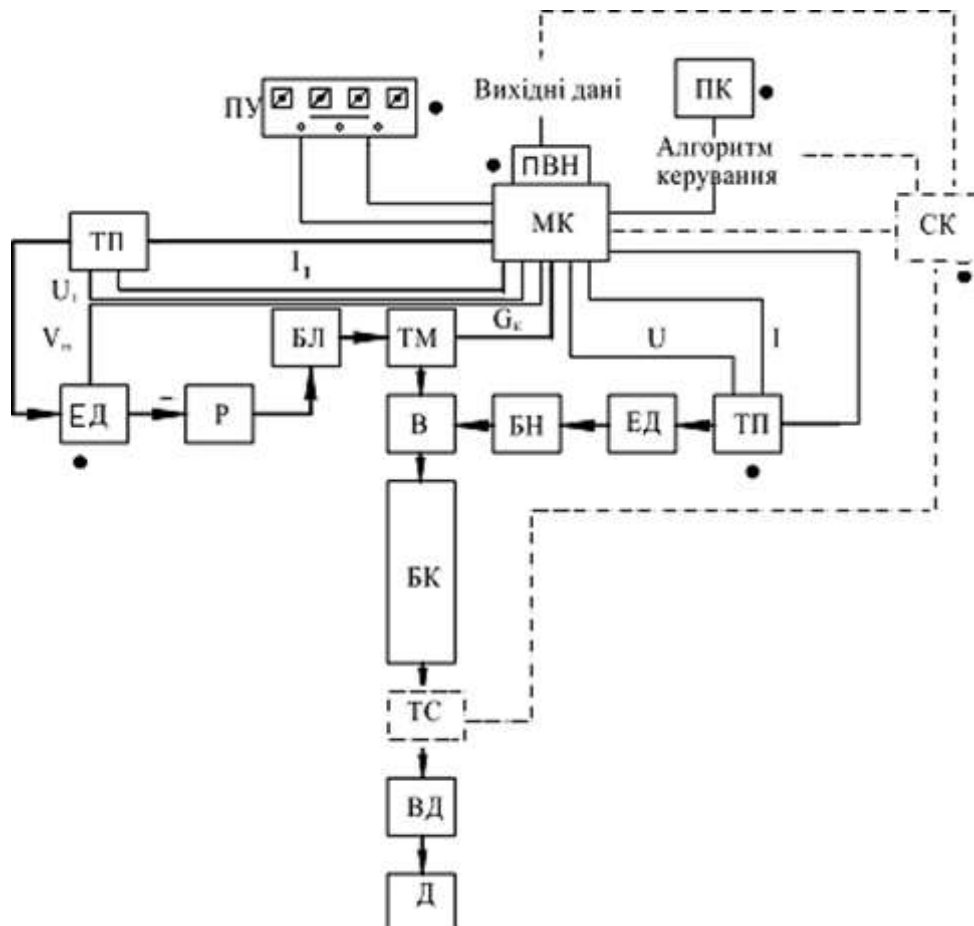 Вихідні дані
ПК
ПУ
Алгоритм
керування
ПВН
МК
СК
ТП
I₁
U₁
Gк
БЛ
ТМ
U
I
ЕД
Р
В
БН
ЕД
ТП
БК
ТС
ВД
Д